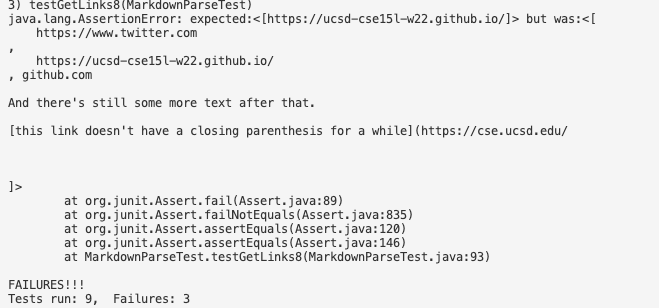 3) testGetLinks8(MarkdownParseTest)
java.lang.AssertionError: expected:<[https://ucsd-cse15l-w22.github.io/]> but was:<[
    https://www.twitter.com
,
    https://ucsd-cse15l-w22.github.io/
, github.com

And there's still some more text after that.

[this link doesn't have a closing parenthesis for a while](https://cse.ucsd.edu/



]>
        at org.junit.Assert.fail(Assert.java:89)
        at org.junit.Assert.failNotEquals(Assert.java:835)
        at org.junit.Assert.assertEquals(Assert.java:120)
        at org.junit.Assert.assertEquals(Assert.java:146)
        at MarkdownParseTest.testGetLinks8(MarkdownParseTest.java:93)

FAILURES!!!
Tests run: 9,  Failures: 3